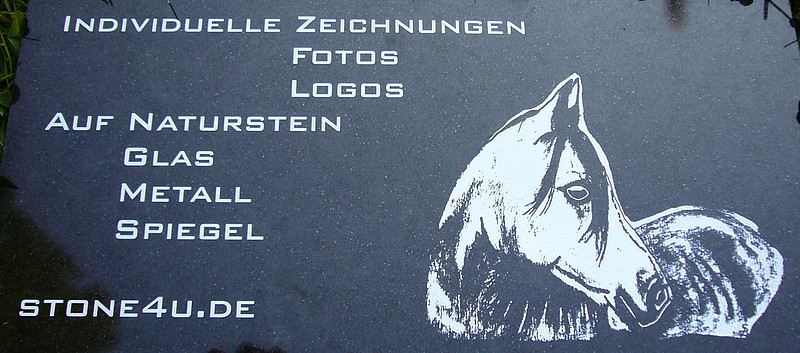 Individuelle Zeichnungen
Fotos
Logos
Auf Naturstein
Glas
Metall
Spiegel
stone4u.de